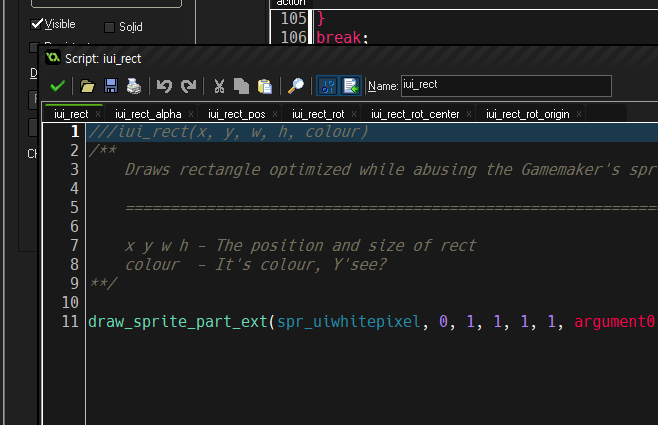 action
Visible
Solid
105 }
106 break;
Script: iui_rect
Name: iui_rect
iui_rect iui_rect_alpha iui_rect_pos iui_rect_rot iui_rect_rot_center iui_rect_rot_origin
1 ///iui_rect(x, y, w, h, colour)
2 /**
3 Draws rectangle optimized while abusing the Gamemaker's spr
4
5 ===========================================================
6
7 x y w h - The position and size of rect
8 colour - It's colour, Y'see?
9 **/
10
11 draw_sprite_part_ext(spr_uiwhitepixel, 0, 1, 1, 1, 1, argument0